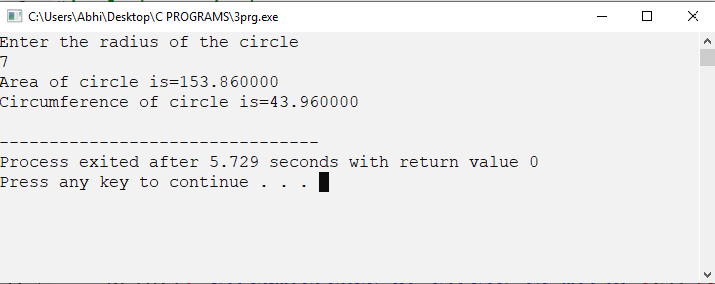 C:\Users\Abhi\Desktop\C PROGRAMS\3prg.exe
Enter the radius of the circle
7
Area of circle is=153.860000
Circumference of circle is=43.960000
--------------------------------
Process exited after 5.729 seconds with return value 0
Press any key to continue . . .